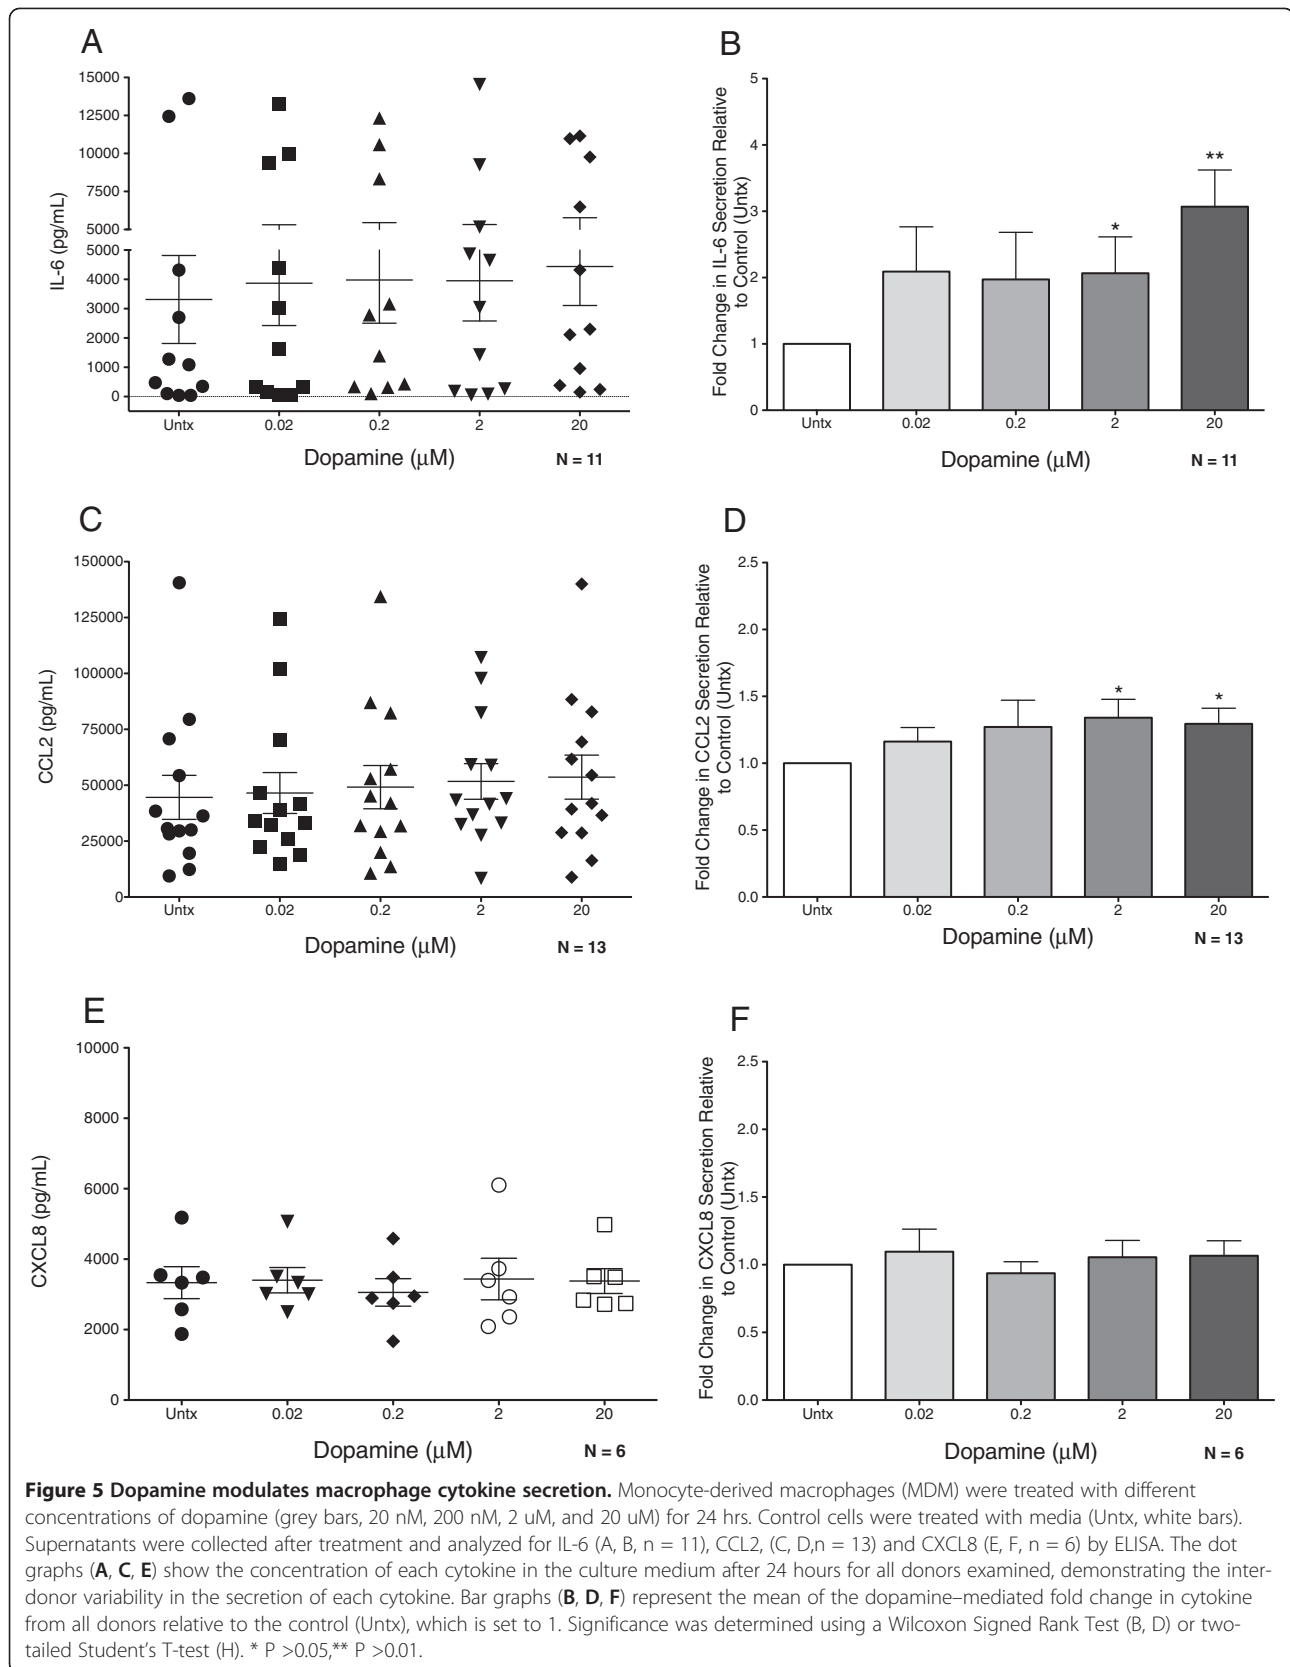 A
15000
12500
10000
7500
5000
5000
4000
3000
2000
1000
0
IL-6 (pg/mL)
Untx 0.02 0.2 2 20
Dopamine (μM) N = 11
B
5
4
3
2
1
0
Fold Change in IL-6 Secretion Relative
to Control (Untx)
* **
Untx 0.02 0.2 2 20
Dopamine (μM) N = 11
C
150000
125000
100000
75000
50000
25000
0
CCL2 (pg/mL)
Untx 0.02 0.2 2 20
Dopamine (μM) N = 13
D
2.5
2.0
1.5
1.0
0.5
0.0
Fold Change in CCL2 Secretion Relative
to Control (Untx)
* *
Untx 0.02 0.2 2 20
Dopamine (μM) N = 13
E
10000
8000
6000
4000
2000
0
CXCL8 (pg/mL)
Untx 0.02 0.2 2 20
Dopamine (μM) N = 6
F
2.5
2.0
1.5
1.0
0.5
0.0
Fold Change in CXCL8 Secretion Relative
to Control (Untx)
Untx 0.02 0.2 2 20
Dopamine (μM) N = 6
Figure 5 Dopamine modulates macrophage cytokine secretion. Monocyte-derived macrophages (MDM) were treated with different
concentrations of dopamine (grey bars, 20 nM, 200 nM, 2 uM, and 20 uM) for 24 hrs. Control cells were treated with media (Untx, white bars).
Supernatants were collected after treatment and analyzed for IL-6 (A, B, n = 11), CCL2, (C, D,n = 13) and CXCL8 (E, F, n = 6) by ELISA. The dot
graphs (A, C, E) show the concentration of each cytokine in the culture medium after 24 hours for all donors examined, demonstrating the inter-
donor variability in the secretion of each cytokine. Bar graphs (B, D, F) represent the mean of the dopamine–mediated fold change in cytokine
from all donors relative to the control (Untx), which is set to 1. Significance was determined using a Wilcoxon Signed Rank Test (B, D) or two-
tailed Student's T-test (H). * P >0.05,** P >0.01.